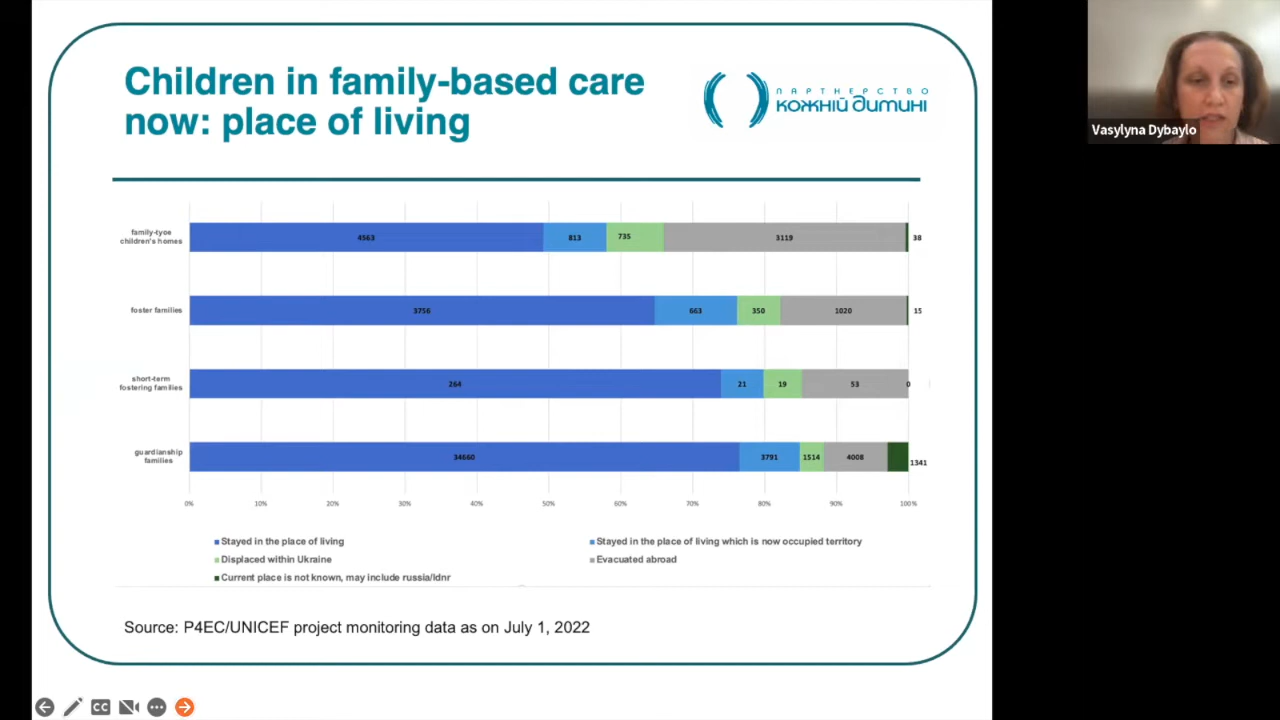 Children in family-based care
now: place of living
ПАРТНЕРСТВО
КОЖНІЙ ДИТИНІ
Vasylyna Dybaylo
family-tyoe
children's homes
4563
813
735
3119
38
foster families
3756
663
350
1020
15
short-term
fostering families
264
21
19
53
0
guardianship
families
34660
3791
1514
4008
1341
0%
10%
20%
30%
40%
50%
60%
70%
80%
90%
100%
Stayed in the place of living
Stayed in the place of living which is now occupied territory
Displaced within Ukraine
Evacuated abroad
Current place is not known, may include russia/ldnr
Source: P4EC/UNICEF project monitoring data as on July 1, 2022
CC